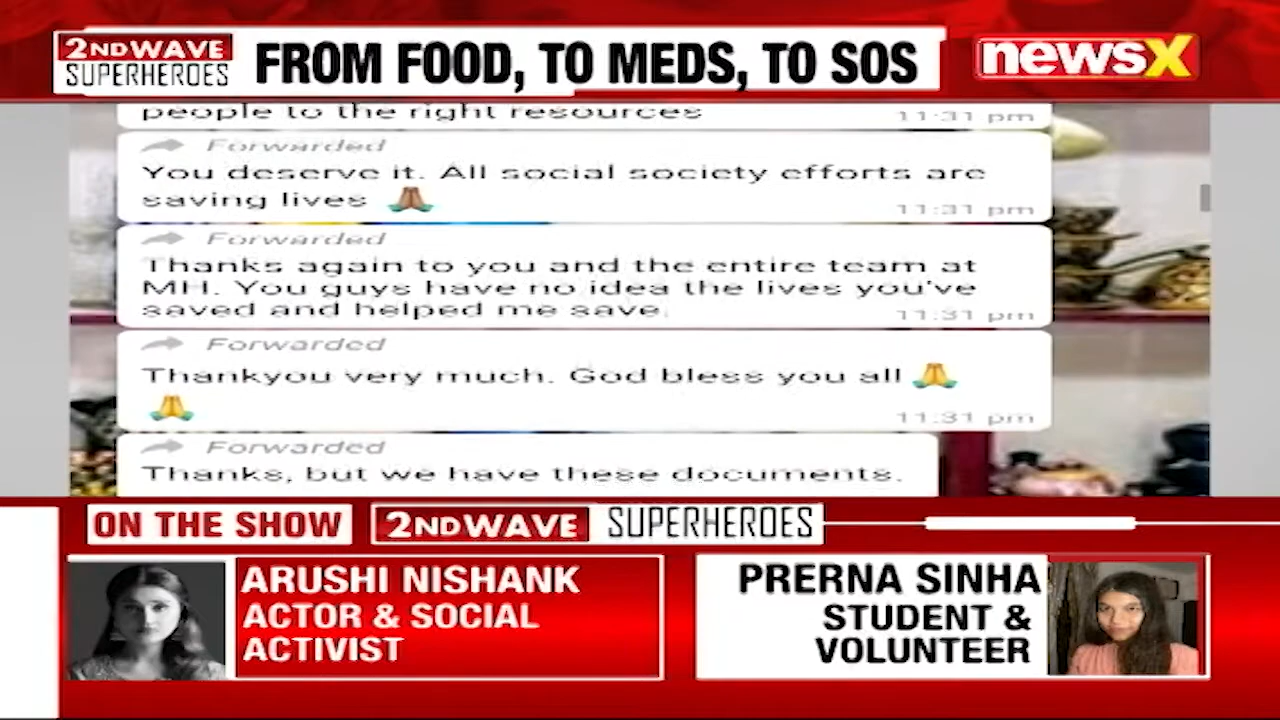 2NDWAVE
SUPERHEROES
FROM FOOD, TO MEDS, TO SOS
newsX
people to the right resources
11:31 pm
Forwarded
You deserve it. All social society efforts are
saving lives 🙏🏾
11:31 pm
Forwarded
Thanks again to you and the entire team at
MH. You guys have no idea the lives you've
saved and helped me save.
11:31 pm
Forwarded
Thankyou very much. God bless you all 🙏
🙏
11:31 pm
Forwarded
Thanks, but we have these documents.
ON THE SHOW
2NDWAVE SUPERHEROES
ARUSHI NISHANK
ACTOR & SOCIAL
ACTIVIST
PRERNA SINHA
STUDENT &
VOLUNTEER